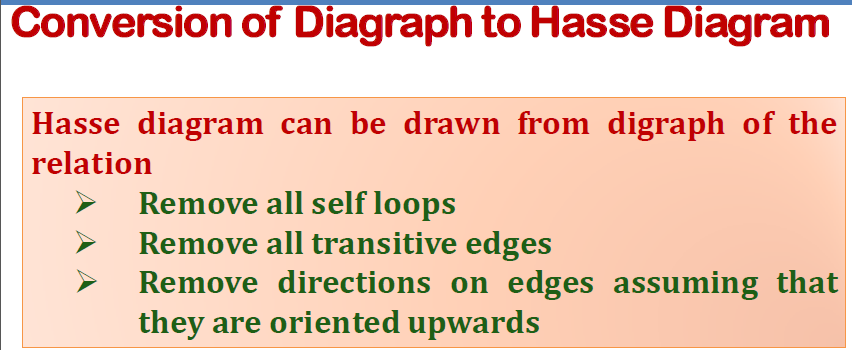 Conversion of Diagraph to Hasse Diagram
Hasse diagram can be drawn from digraph of the
relation
➢ Remove all self loops
➢ Remove all transitive edges
➢ Remove directions on edges assuming that
they are oriented upwards